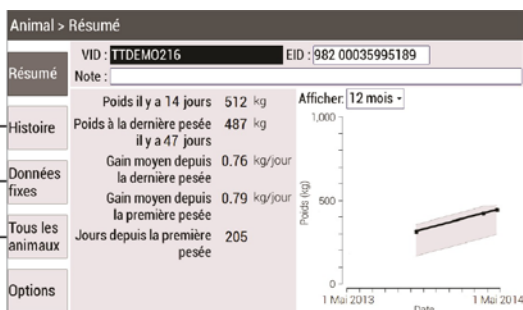 Animal > Résumé
VID : TTDEMO216 EID : 982 00035995189
Résumé
Note :
Poids il y a 14 jours 512 kg
Afficher: 12 mois
Histoire
Poids à la dernière pesée 487 kg
il y a 47 jours
Données
fixes
Gain moyen depuis 0.76 kg/jour
la dernière pesée
Gain moyen depuis 0.79 kg/jour
la première pesée
Tous les
animaux
Jours depuis la première 205
pesée
Options
1,000
500
0
Poids (kg)
1 Mai 2013 1 Mai 2014
Date